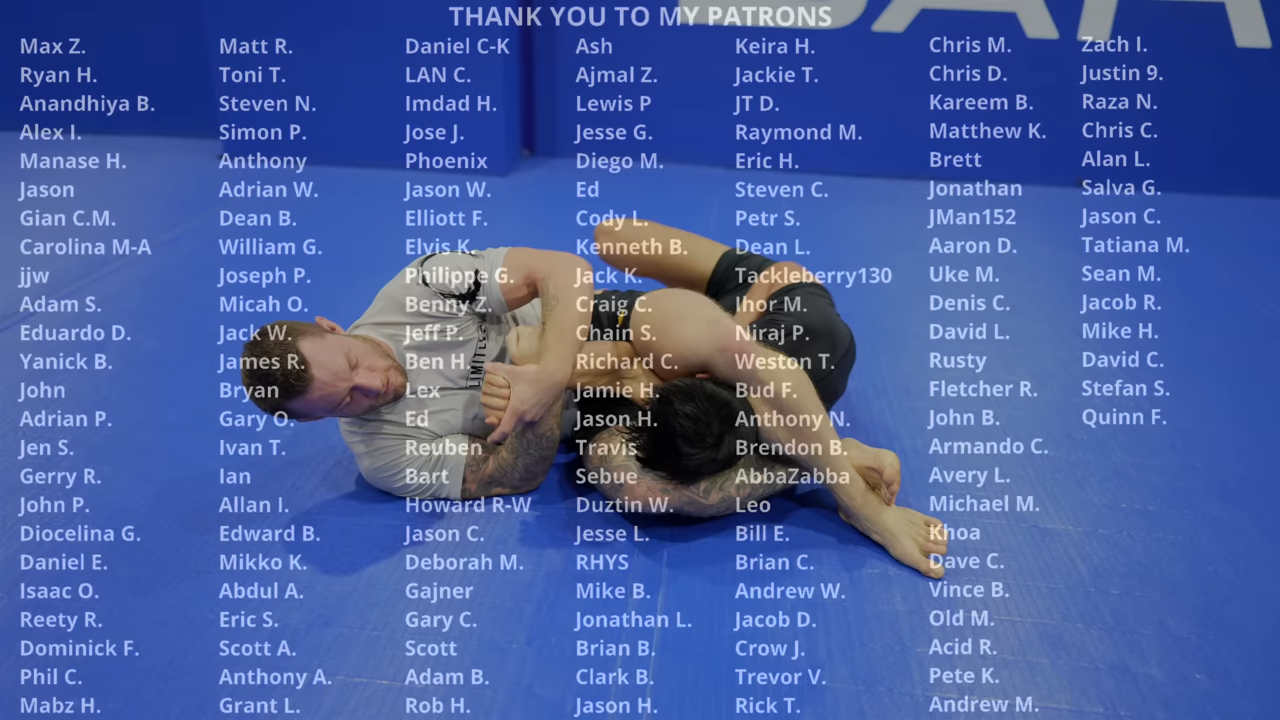 THANK YOU TO MY PATRONS
Max Z.
Ryan H.
Anandhiya B.
Alex I.
Manase H.
Jason
Gian C.M.
Carolina M-A
jjw
Adam S.
Eduardo D.
Yanick B.
John
Adrian P.
Jen S.
Gerry R.
John P.
Diocelina G.
Daniel E.
Isaac O.
Reety R.
Dominick F.
Phil C.
Mabz H.
Matt R.
Toni T.
Steven N.
Simon P.
Anthony
Adrian W.
Dean B.
William G.
Joseph P.
Micah O.
Jack W.
James R.
Bryan
Gary O.
Ivan T.
Ian
Allan I.
Edward B.
Mikko K.
Abdul A.
Eric S.
Scott A.
Anthony A.
Grant L.
Daniel C-K
LAN C.
Imdad H.
Jose J.
Phoenix
Jason W.
Elliott F.
Elvis K.
Philippe G.
Benny Z.
Jeff P.
Ben H.
Lex
Ed
Reuben
Bart
Howard R-W
Jason C.
Deborah M.
Gajner
Gary C.
Scott
Adam B.
Rob H.
Ash
Ajmal Z.
Lewis P
Jesse G.
Diego M.
Ed
Cody L.
Kenneth B.
Jack K.
Craig C.
Chain S.
Richard C.
Jamie H.
Jason H.
Travis
Sebue
Duztin W.
Jesse L.
RHYS
Mike B.
Jonathan L.
Brian B.
Clark B.
Jason H.
Keira H.
Jackie T.
JT D.
Raymond M.
Eric H.
Steven C.
Petr S.
Dean L.
Tackleberry130
Ihor M.
Niraj P.
Weston T.
Bud F.
Anthony N.
Brendon B.
AbbaZabba
Leo
Bill E.
Brian C.
Andrew W.
Jacob D.
Crow J.
Trevor V.
Rick T.
Chris M.
Chris D.
Kareem B.
Matthew K.
Brett
Jonathan
JMan152
Aaron D.
Uke M.
Denis C.
David L.
Rusty
Fletcher R.
John B.
Armando C.
Avery L.
Michael M.
Khoa
Dave C.
Vince B.
Old M.
Acid R.
Pete K.
Andrew M.
Zach I.
Justin 9.
Raza N.
Chris C.
Alan L.
Salva G.
Jason C.
Tatiana M.
Sean M.
Jacob R.
Mike H.
David C.
Stefan S.
Quinn F.